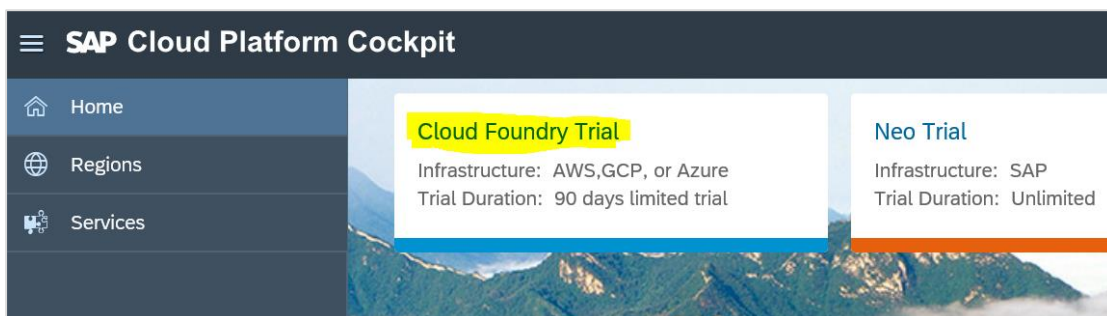 SAP Cloud Platform Cockpit
Home
Regions
Services
Cloud Foundry Trial
Infrastructure: AWS,GCP, or Azure
Trial Duration: 90 days limited trial
Neo Trial
Infrastructure: SAP
Trial Duration: Unlimited